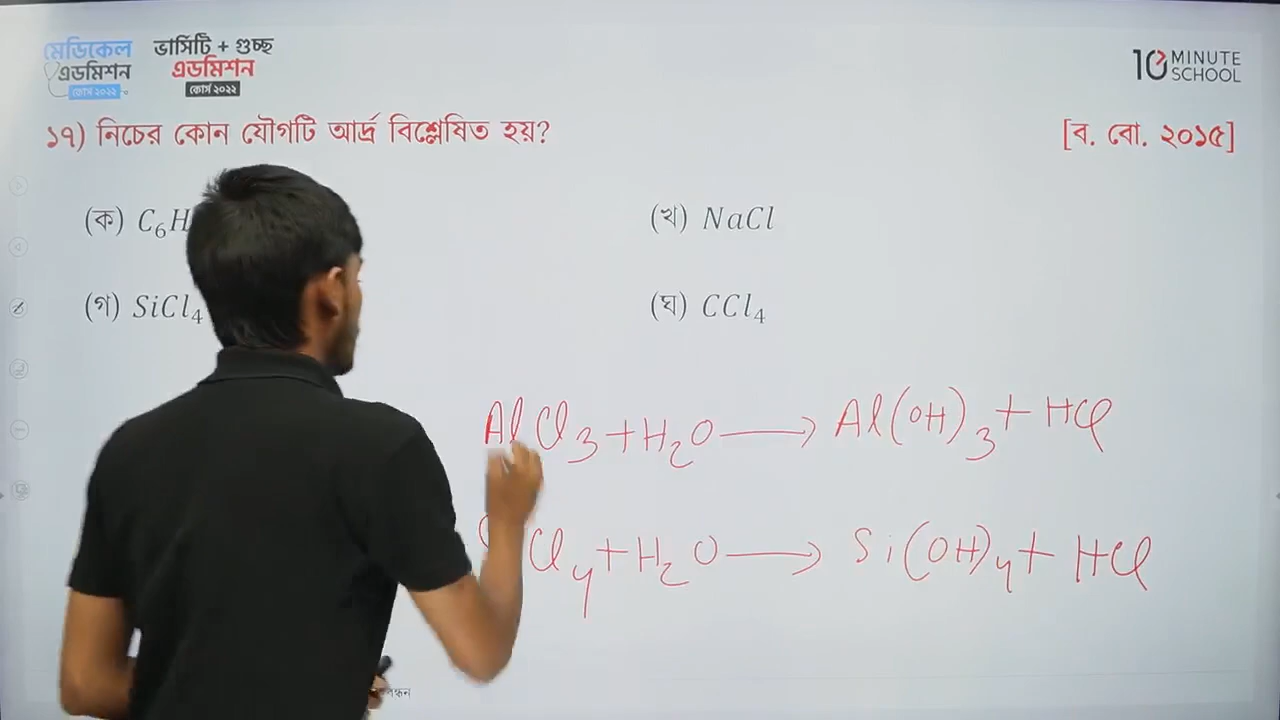 মেডিকেল এডমিশন কোর্স ২০২২
ভার্সিটি + গুচ্ছ এডমিশন কোর্স ২০২২
10 MINUTE SCHOOL
১৭) নিচের কোন যৌগটি আর্দ্র বিশ্লেষিত হয়? [ব. বো. ২০১৫]
(ক) C₆H
(খ) NaCl
(গ) SiCl₄
(ঘ) CCl₄
AlCl₃ + H₂O ⟶ Al(OH)₃ + HCl
Cl₄ + H₂O ⟶ Si(OH)₄ + HCl